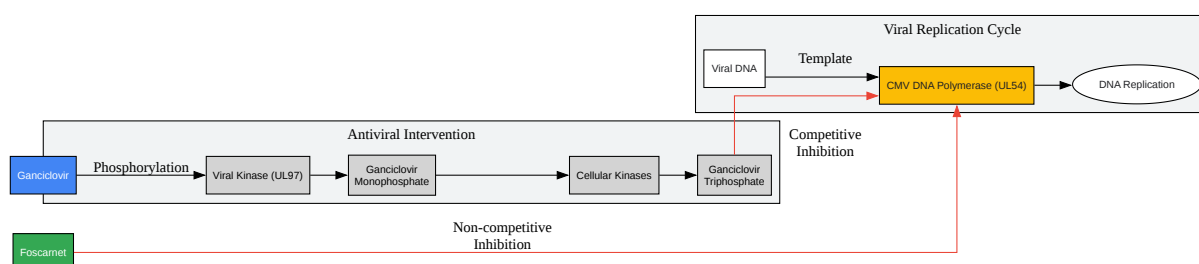 Viral Replication Cycle
Viral DNA
Template
CMV DNA Polymerase (UL54)
DNA Replication
Antiviral Intervention
Competitive
Inhibition
Ganciclovir
Phosphorylation
Viral Kinase (UL97)
Ganciclovir
Monophosphate
Cellular Kinases
Ganciclovir
Triphosphate
Non-competitive
Inhibition
Foscarnet